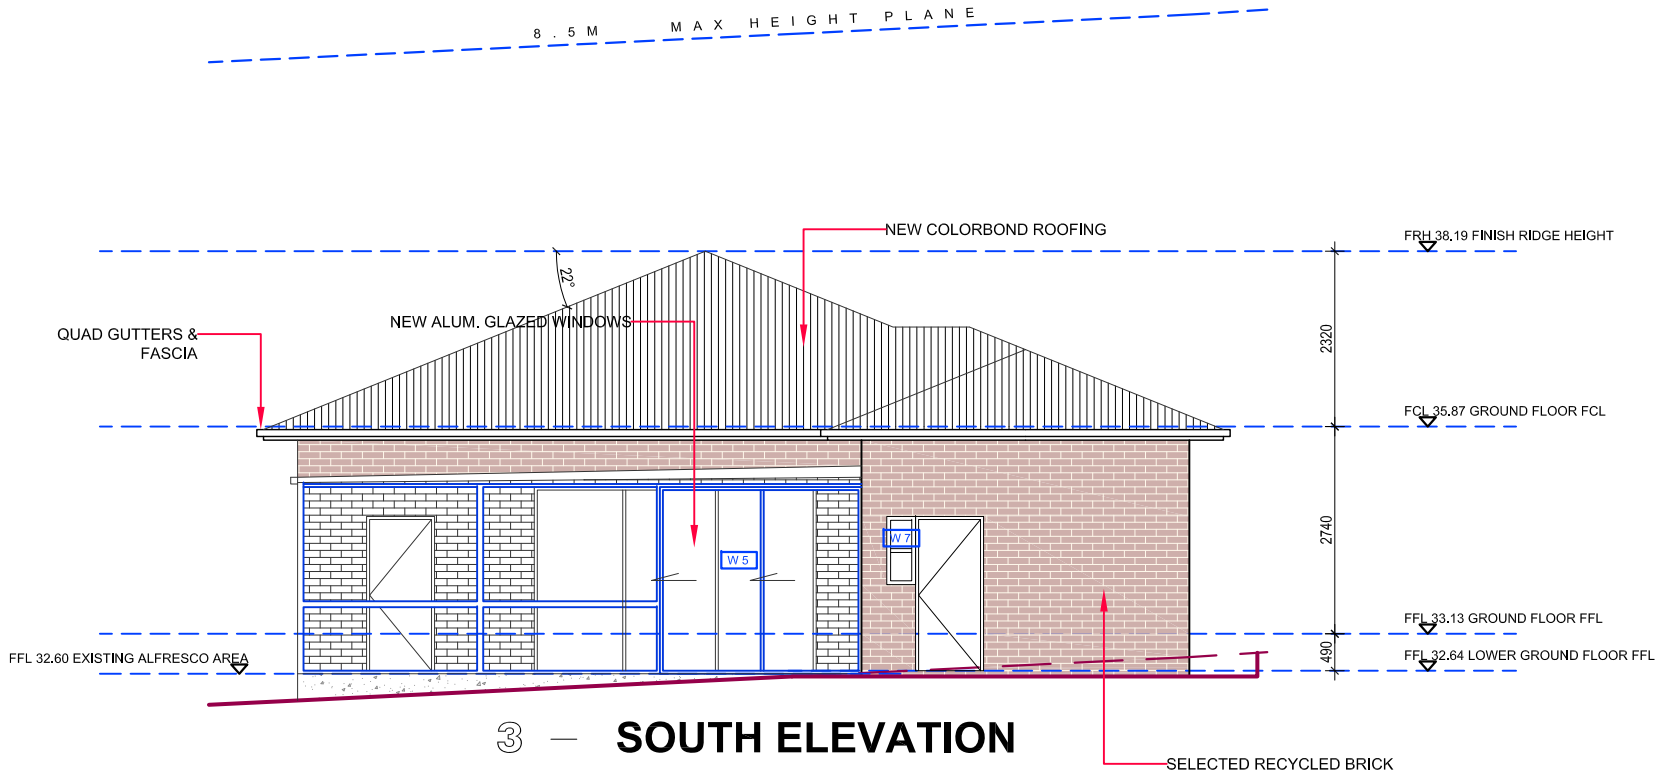 8.5M MAX HEIGHT PLANE
NEW COLORBOND ROOFING
FRH 38.19 FINISH RIDGE HEIGHT
22°
NEW ALUM. GLAZED WINDOWS
QUAD GUTTERS &
FASCIA
2320
FCL 35.87 GROUND FLOOR FCL
2740
W 7
W 5
FFL 33.13 GROUND FLOOR FFL
490
FFL 32.64 LOWER GROUND FLOOR FFL
FFL 32.60 EXISTING ALFRESCO AREA
3 — SOUTH ELEVATION
SELECTED RECYCLED BRICK